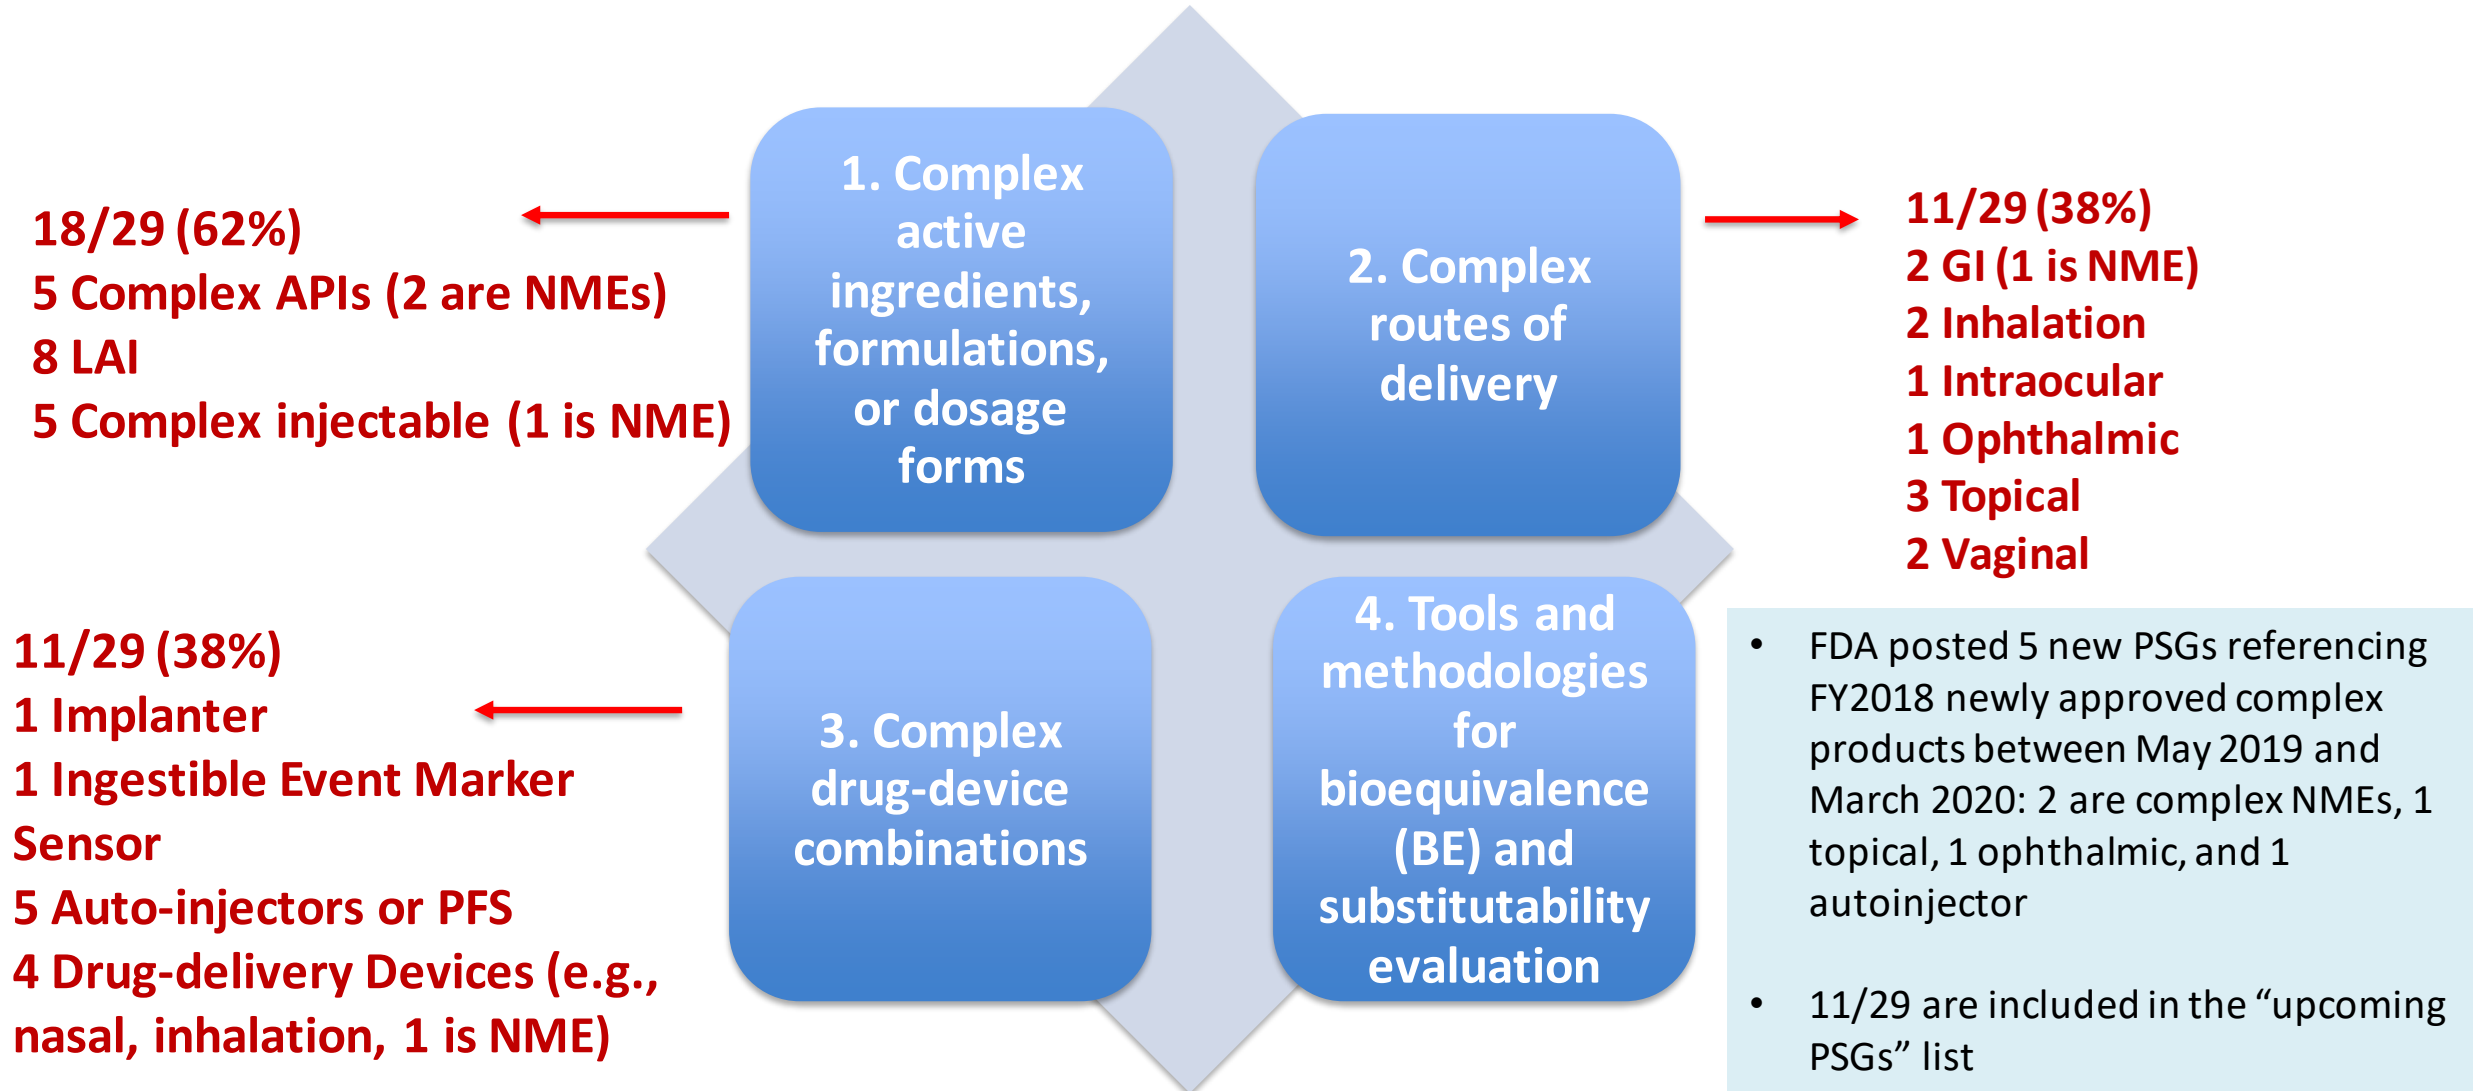 1. Complex
active
ingredients,
formulations,
or dosage
forms
18/29 (62%)
5 Complex APIs (2 are NMEs)
8 LAI
5 Complex injectable (1 is NME)
2. Complex
routes of
delivery
11/29 (38%)
2 GI (1 is NME)
2 Inhalation
1 Intraocular
1 Ophthalmic
3 Topical
2 Vaginal
3. Complex
drug-device
combinations
11/29 (38%)
1 Implanter
1 Ingestible Event Marker
Sensor
5 Auto-injectors or PFS
4 Drug-delivery Devices (e.g.,
nasal, inhalation, 1 is NME)
4. Tools and
methodologies
for
bioequivalence
(BE) and
substitutability
evaluation
• FDA posted 5 new PSGs referencing
FY2018 newly approved complex
products between May 2019 and
March 2020: 2 are complex NMEs, 1
topical, 1 ophthalmic, and 1
autoinjector
• 11/29 are included in the “upcoming
PSGs” list